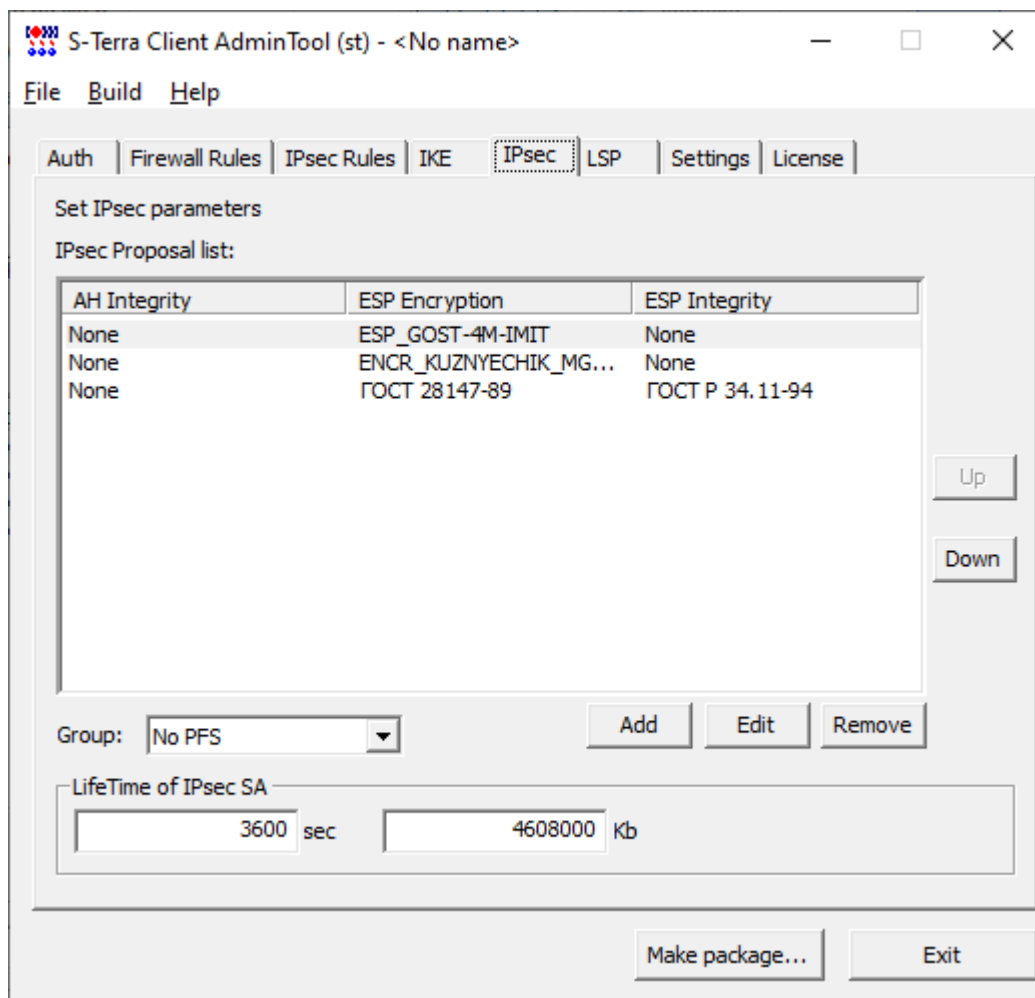 S-Terra Client AdminTool (st) - <No name>
File Build Help
Auth Firewall Rules IPsec Rules IKE IPsec LSP Settings License
Set IPsec parameters
IPsec Proposal list:
AH Integrity ESP Encryption ESP Integrity
None ESP_GOST-4M-IMIT None
None ENCR_KUZNYECHIK_MG... None
None ГОСТ 28147-89 ГОСТ Р 34.11-94
Up
Down
Add Edit Remove
Group: No PFS
LifeTime of IPsec SA
3600 sec 4608000 Kb
Make package... Exit